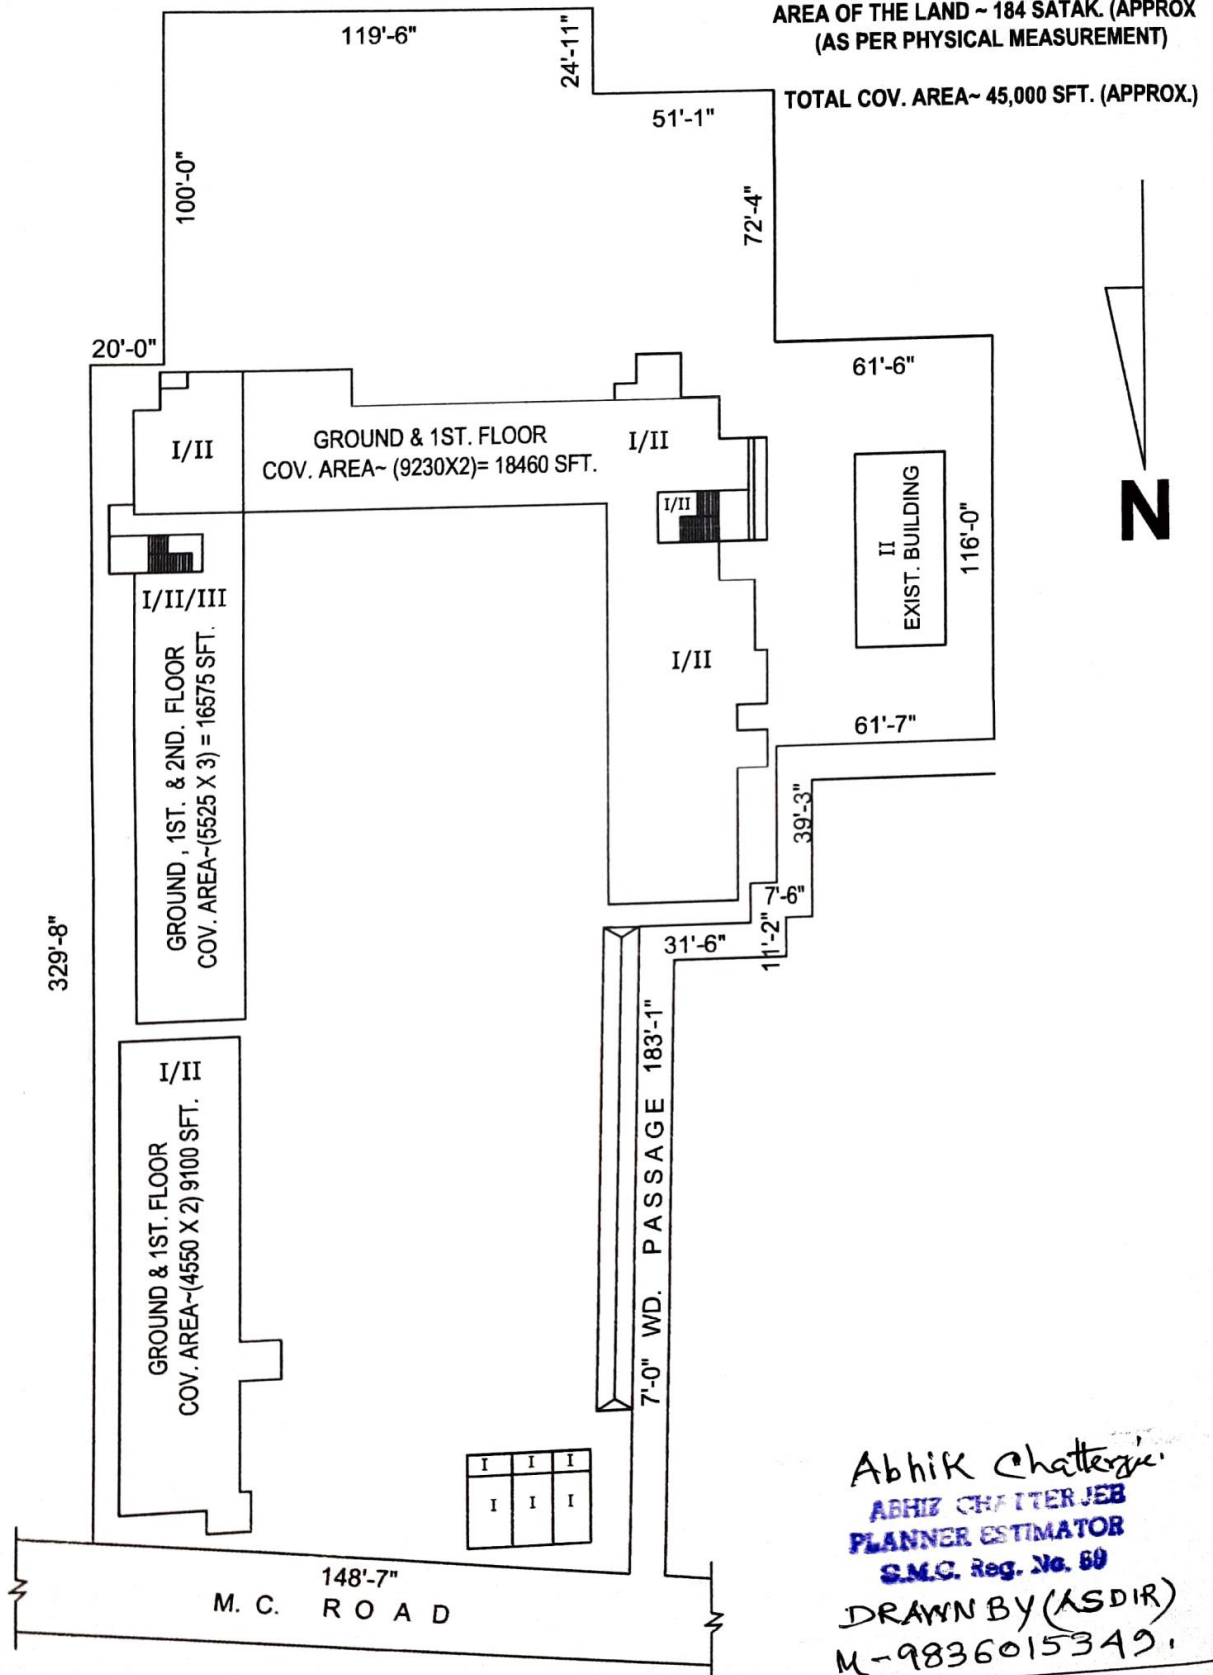 AREA OF THE LAND ~ 184 SATAK. (APPROX
(AS PER PHYSICAL MEASUREMENT)
TOTAL COV. AREA~ 45,000 SFT. (APPROX.)
119'-6"
24'-11"
51'-1"
100'-0"
72'-4"
20'-0"
61'-6"
I/II
GROUND & 1ST. FLOOR
COV. AREA~ (9230X2)= 18460 SFT.
I/II
I/II
II
EXIST. BUILDING
116'-0"
N
I/II/III
GROUND , 1ST. & 2ND. FLOOR
COV. AREA~(5525 X 3) = 16575 SFT.
I/II
61'-7"
39'-3"
7'-6"
11'-2"
31'-6"
329'-8"
I/II
GROUND & 1ST. FLOOR
COV. AREA~(4550 X 2) 9100 SFT.
7'-0" WD. PASSAGE 183'-1"
I I I
I I I
148'-7"
M. C. ROAD
Abhik Chatterjee.
ABHIK CHATTERJEE
PLANNER ESTIMATOR
S.M.C. Reg. No. 69
DRAWN BY (ASDIR)
M-9836015349.